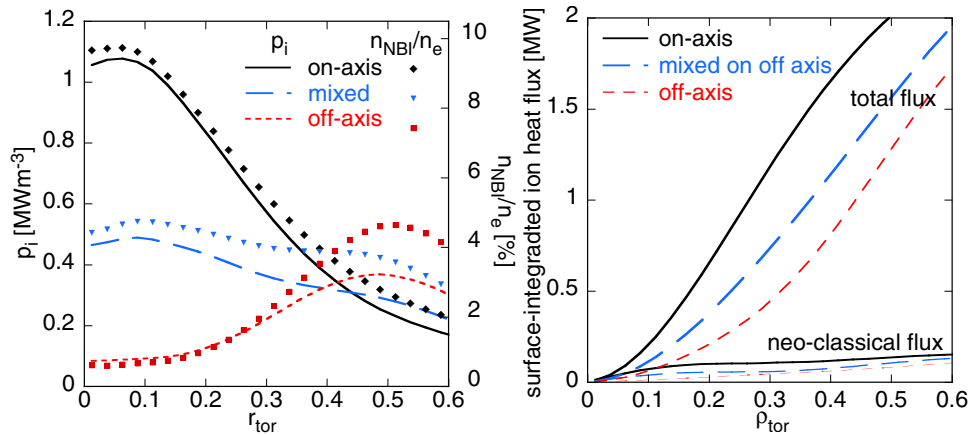 1.2
1
0.8
0.6
0.4
0.2
0
p_i [MWm-3]
p_i n_NBI/n_e
on-axis
mixed
off-axis
10
8
6
4
2
0
n_NBI/n_e [%]
0 0.1 0.2 0.3 0.4 0.5 0.6
r_tor
2
1.5
1
0.5
0
surface-integradted ion heat flux [MW]
on-axis
mixed on off axis
off-axis
total flux
neo-classical flux
0 0.1 0.2 0.3 0.4 0.5 0.6
ρ_tor